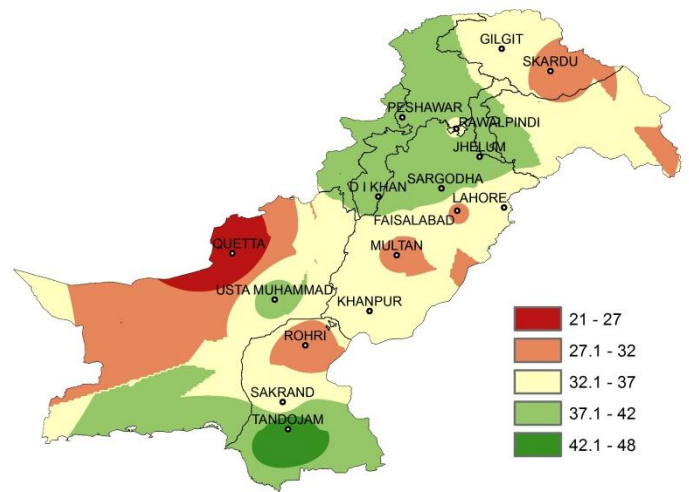 GILGIT
SKARDU
PESHAWAR
RAWALPINDI
JHELUM
D I KHAN
SARGODHA
LAHORE
FAISALABAD
QUETTA
MULTAN
USTA MUHAMMAD
KHANPUR
ROHRI
SAKRAND
TANDOJAM
21 - 27
27.1 - 32
32.1 - 37
37.1 - 42
42.1 - 48